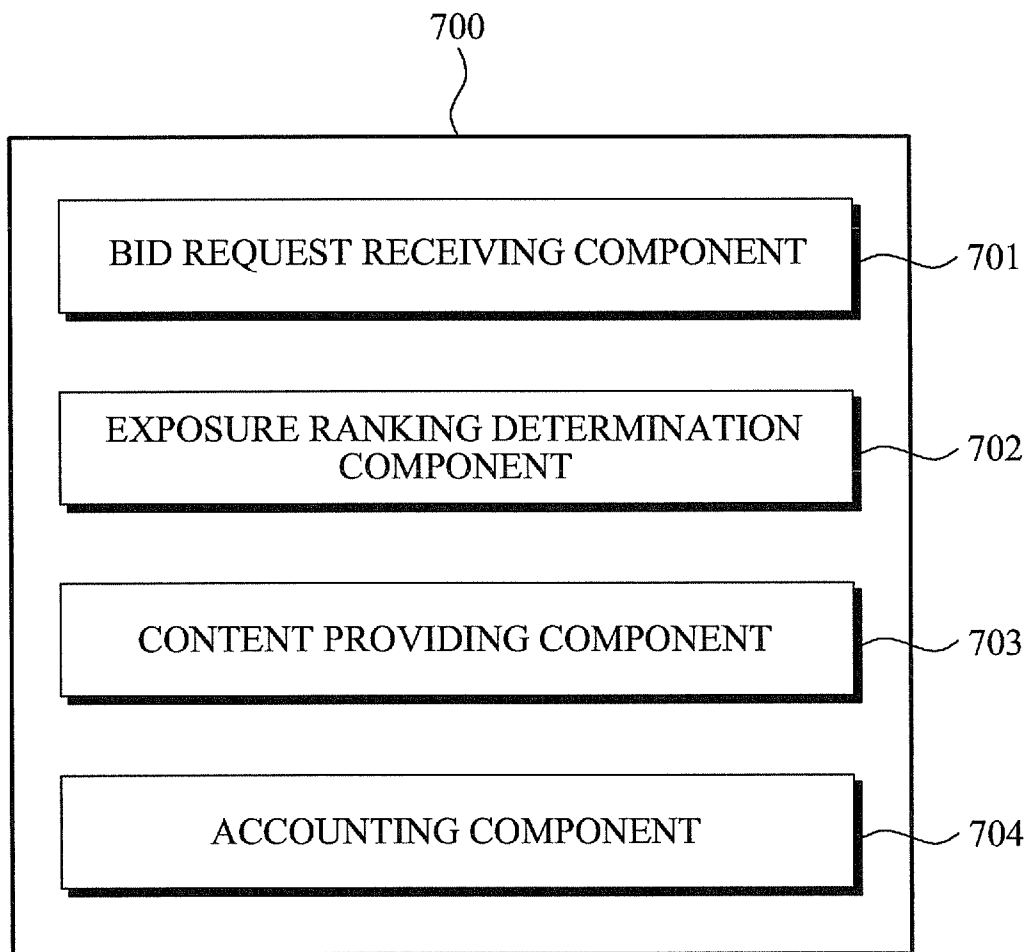 700
BID REQUEST RECEIVING COMPONENT
701
EXPOSURE RANKING DETERMINATION
COMPONENT
702
CONTENT PROVIDING COMPONENT
703
ACCOUNTING COMPONENT
704